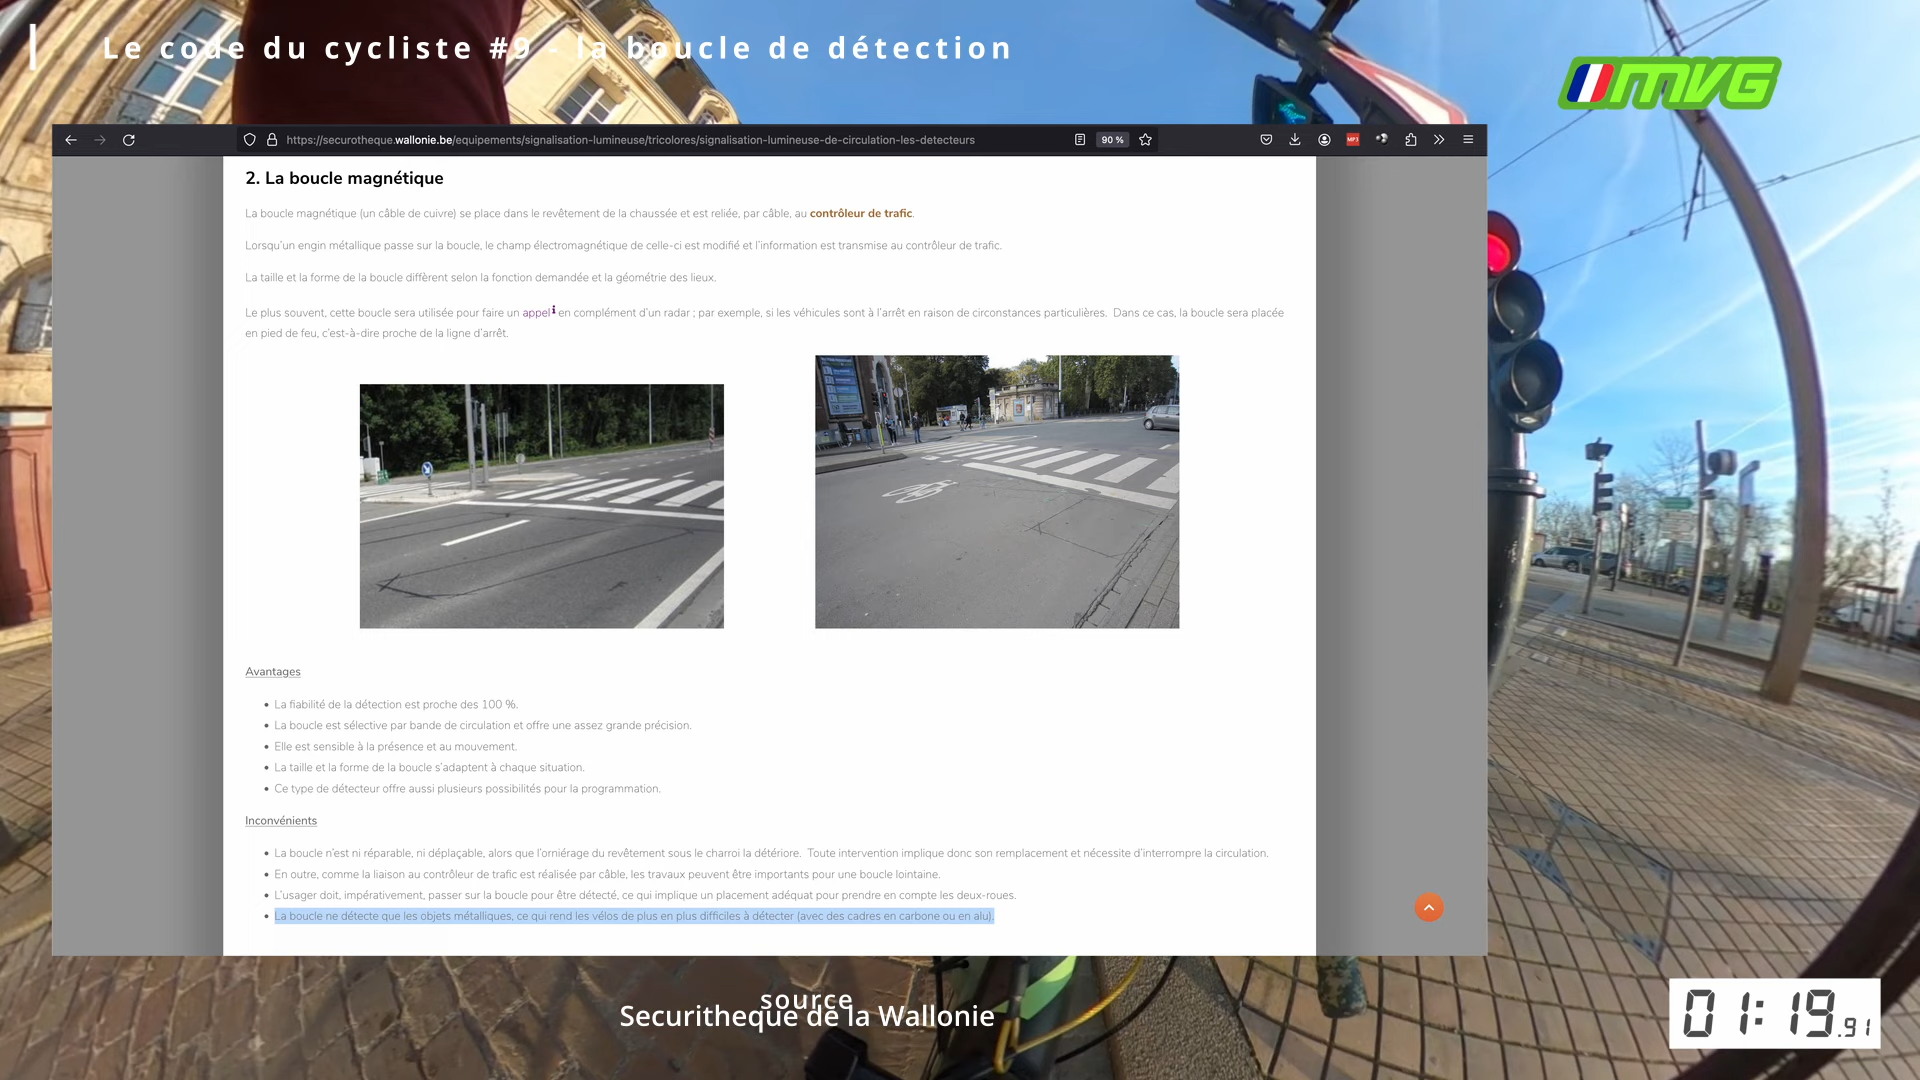 Le code du cycliste #9 - la boucle de détection
MVG
https://securotheque.wallonie.be/equipements/signalisation-lumineuse/tricolores/signalisation-lumineuse-de-circulation-les-detecteurs
90 %
MP3
2. La boucle magnétique
La boucle magnétique (un câble de cuivre) se place dans le revêtement de la chaussée et est reliée, par câble, au contrôleur de trafic.
Lorsqu'un engin métallique passe sur la boucle, le champ électromagnétique de celle-ci est modifié et l'information est transmise au contrôleur de trafic.
La taille et la forme de la boucle diffèrent selon la fonction demandée et la géométrie des lieux.
Le plus souvent, cette boucle sera utilisée pour faire un appel i en complément d'un radar ; par exemple, si les véhicules sont à l'arrêt en raison de circonstances particulières. Dans ce cas, la boucle sera placée
en pied de feu, c'est-à-dire proche de la ligne d'arrêt.
Avantages
• La fiabilité de la détection est proche des 100 %.
• La boucle est sélective par bande de circulation et offre une assez grande précision.
• Elle est sensible à la présence et au mouvement.
• La taille et la forme de la boucle s'adaptent à chaque situation.
• Ce type de détecteur offre aussi plusieurs possibilités pour la programmation.
Inconvénients
• La boucle n'est ni réparable, ni déplaçable, alors que l'orniérage du revêtement sous le charroi la détériore. Toute intervention implique donc son remplacement et nécessite d'interrompre la circulation.
• En outre, comme la liaison au contrôleur de trafic est réalisée par câble, les travaux peuvent être importants pour une boucle lointaine.
• L'usager doit, impérativement, passer sur la boucle pour être détecté, ce qui implique un placement adéquat pour prendre en compte les deux-roues.
• La boucle ne détecte que les objets métalliques, ce qui rend les vélos de plus en plus difficiles à détecter (avec des cadres en carbone ou en alu).
source
Securitheque de la Wallonie
01:19.91